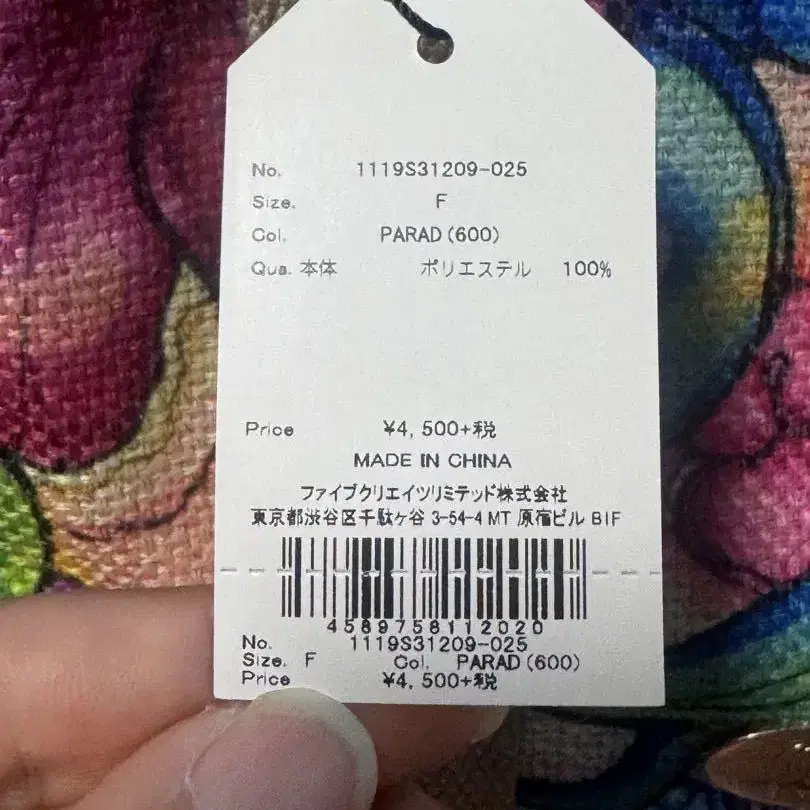 No. 1119S31209-025
Size. F
Col. PARAD(600)
Qua. 本体 ポリエステル 100%
Price ¥4,500+税
MADE IN CHINA
ファイブクリエイツリミテッド株式会社
東京都渋谷区千駄ヶ谷 3-54-4 MT 原宿ビル B1F
4589758112020
No. 1119S31209-025
Size. F Col. PARAD(600)
Price ¥4,500+税